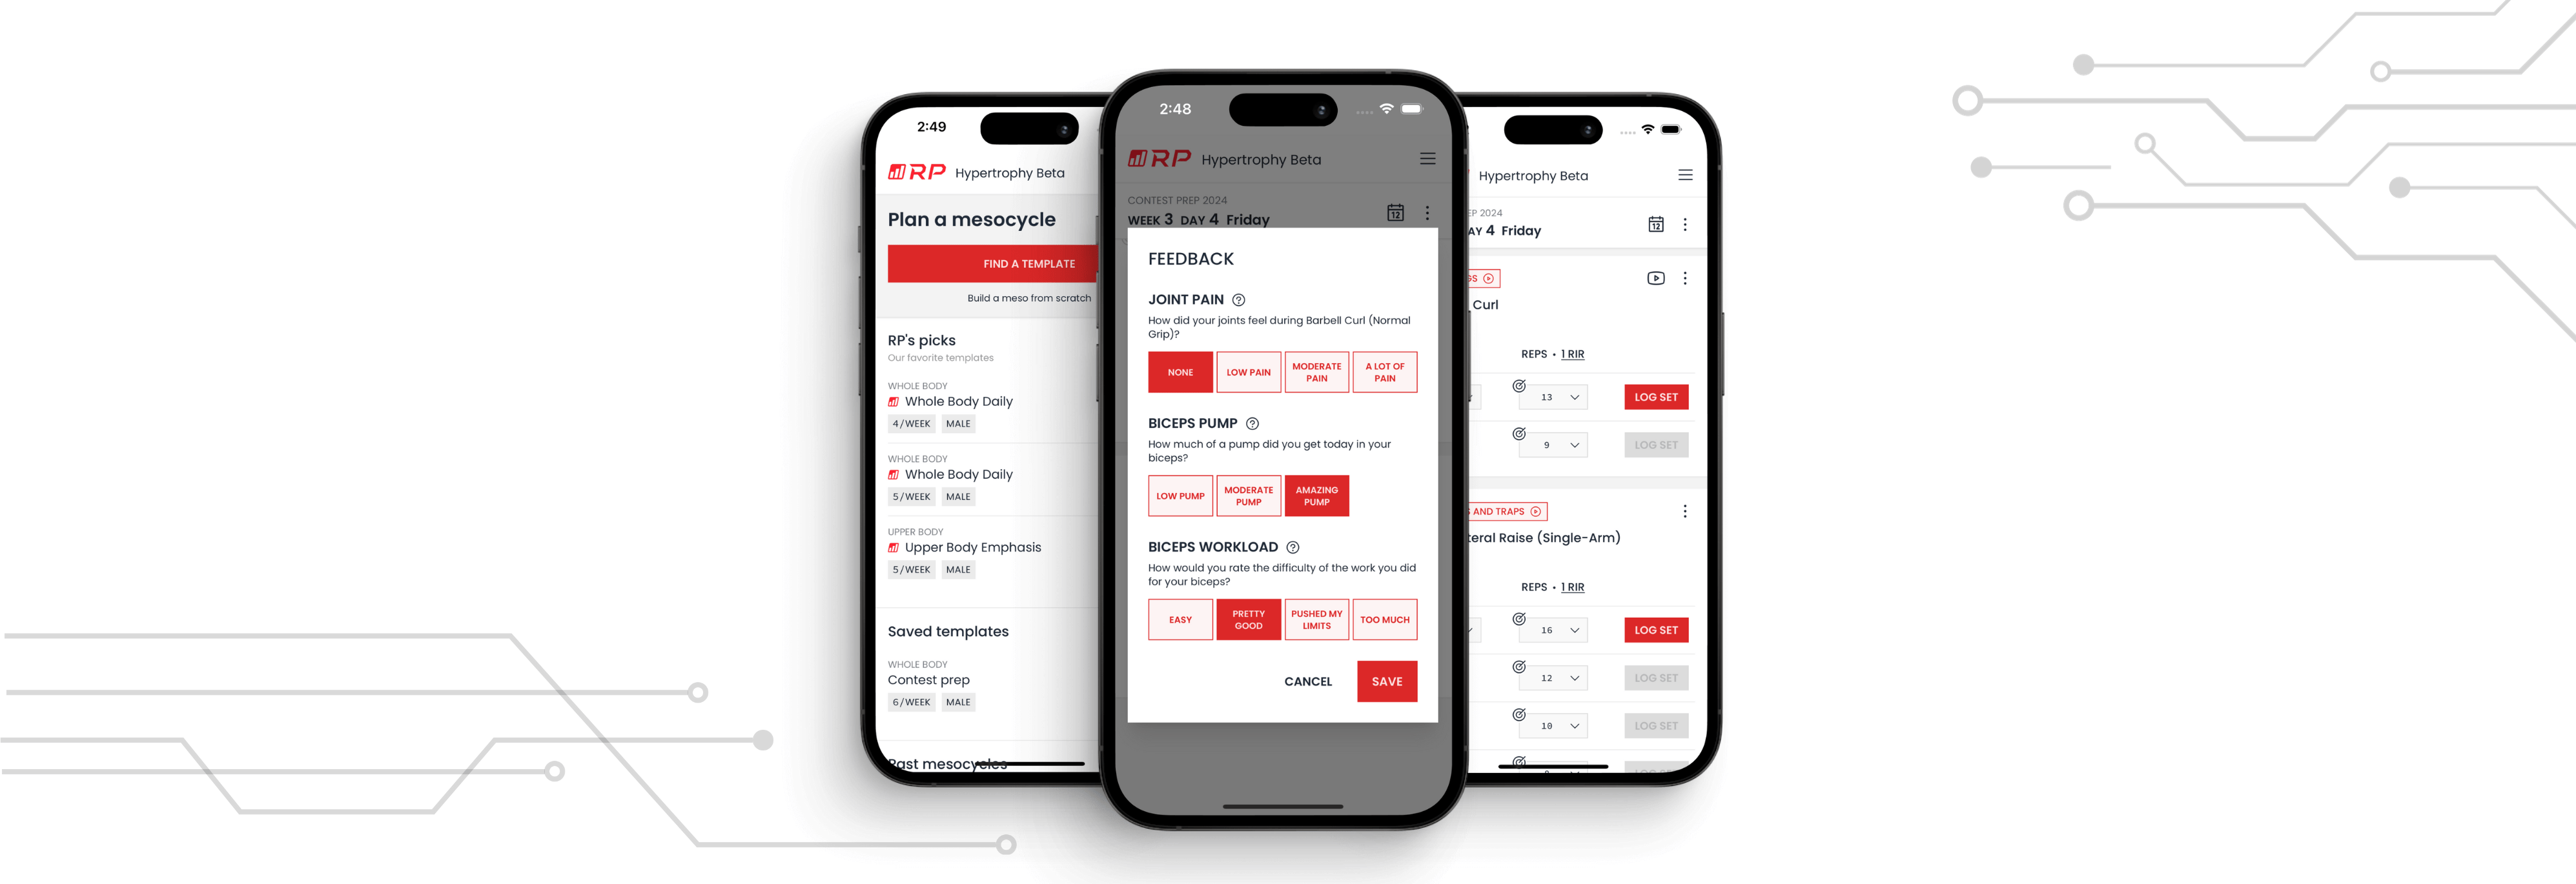 2:49
RP Hypertrophy Beta
Plan a mesocycle
FIND A TEMPLATE
Build a meso from scratch
RP's picks
Our favorite templates
WHOLE BODY
Whole Body Daily
4/WEEK MALE
WHOLE BODY
Whole Body Daily
5/WEEK MALE
UPPER BODY
Upper Body Emphasis
5/WEEK MALE
Saved templates
WHOLE BODY
Contest prep
6/WEEK MALE
Past mesocycles
2:48
RP Hypertrophy Beta
CONTEST PREP 2024
WEEK 3 DAY 4 Friday
12
FEEDBACK
JOINT PAIN
How did your joints feel during Barbell Curl (Normal
Grip)?
NONE
LOW PAIN
MODERATE
PAIN
A LOT OF
PAIN
BICEPS PUMP
How much of a pump did you get today in your
biceps?
LOW PUMP
MODERATE
PUMP
AMAZING
PUMP
BICEPS WORKLOAD
How would you rate the difficulty of the work you did
for your biceps?
EASY
PRETTY
GOOD
PUSHED MY
LIMITS
TOO MUCH
CANCEL SAVE
Hypertrophy Beta
EP 2024
AY 4 Friday
12
GS
Curl
REPS • 1 RIR
13 LOG SET
9 LOG SET
AND TRAPS
teral Raise (Single-Arm)
REPS • 1 RIR
16 LOG SET
12 LOG SET
10 LOG SET